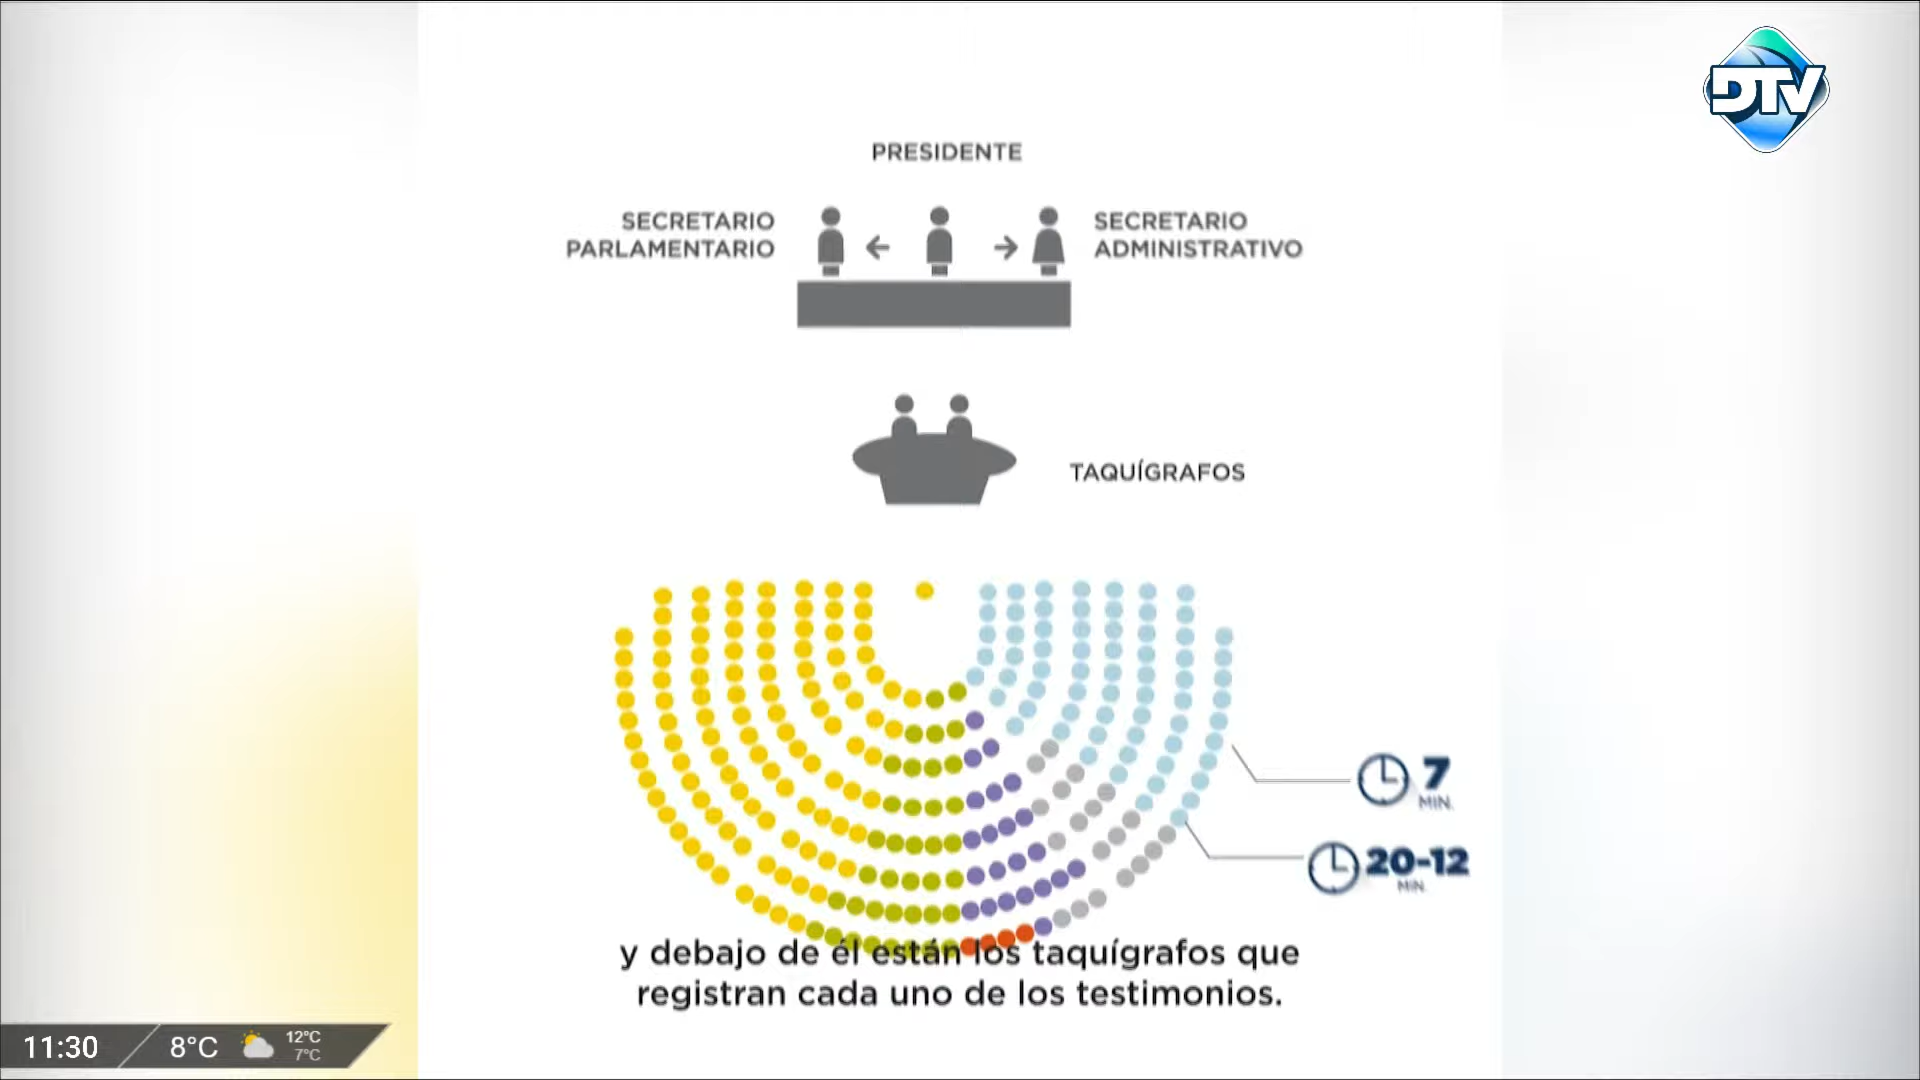 DTV
PRESIDENTE
SECRETARIO
PARLAMENTARIO
SECRETARIO
ADMINISTRATIVO
TAQUÍGRAFOS
7
MIN.
20-12
MIN.
y debajo de él están los taquígrafos que
registran cada uno de los testimonios.
11:30
8°C
12°C
7°C